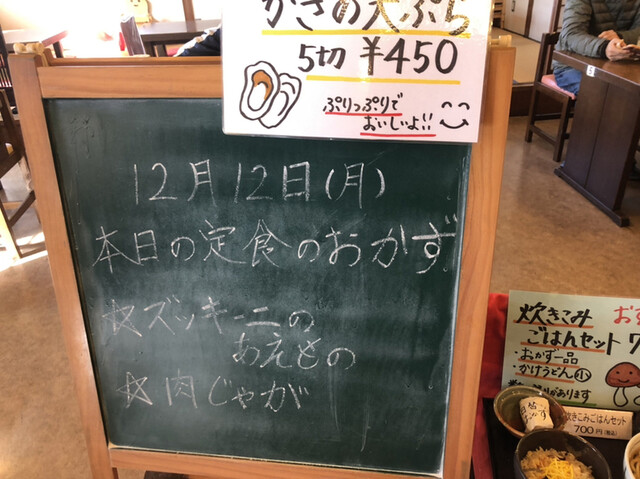 かきの天ぷら
5切 ¥450
ぷりっぷりで
おいしいよ!!
12月12日(月)
本日の定食のおかず
☆ズッキーニの
あえもの
☆肉じゃが
炊きこみ
ごはんセット
・おかず一品
・かけうどん小
炊きこみごはんセット
700円(税込)